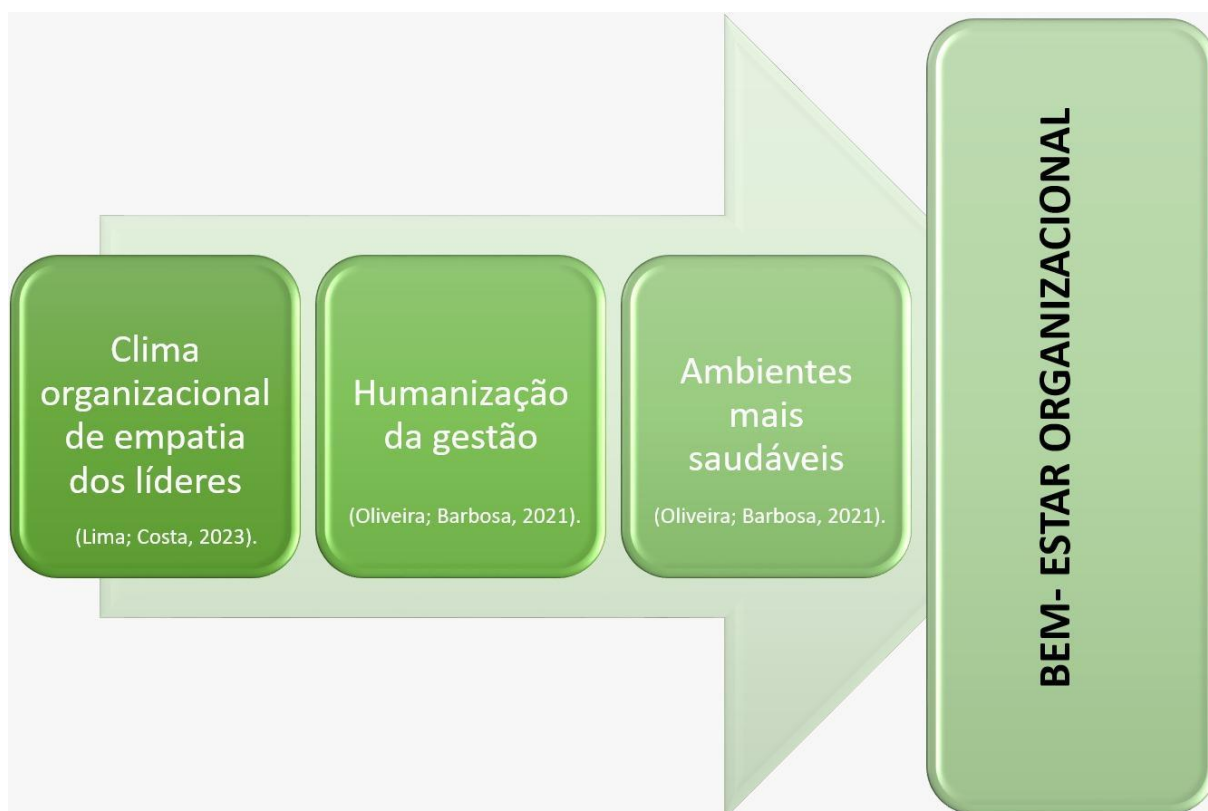 Clima
organizacional
de empatia
dos líderes
(Lima; Costa, 2023).
Humanização
da gestão
(Oliveira; Barbosa, 2021).
Ambientes
mais
saudáveis
(Oliveira; Barbosa, 2021).
BEM- ESTAR ORGANIZACIONAL